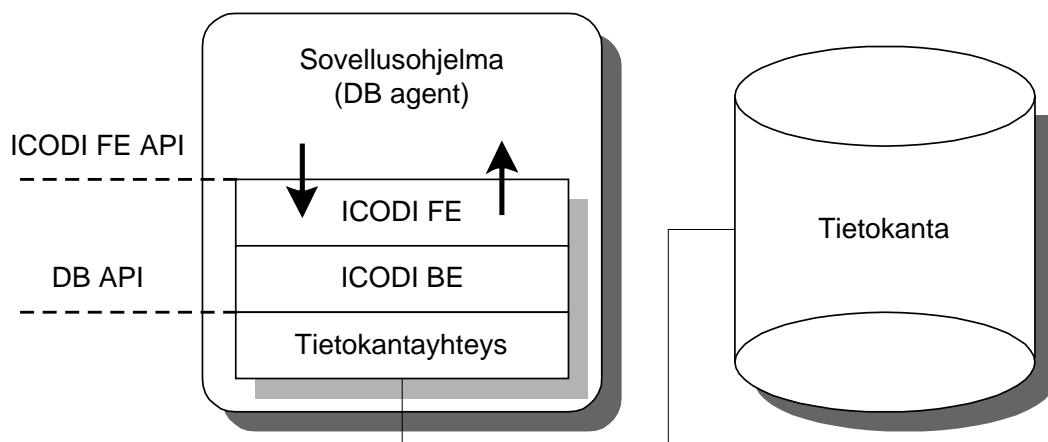 Sovellusohjelma
(DB agent)
ICODI FE API
ICODI FE
Tietokanta
DB API
ICODI BE
Tietokantayhteys